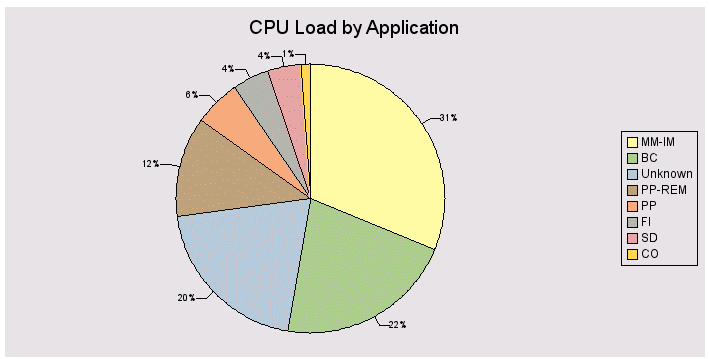 CPU Load by Application
1%
4%
4%
6%
31%
12%
20%
22%
MM-IM
BC
Unknown
PP-REM
PP
FI
SD
CO